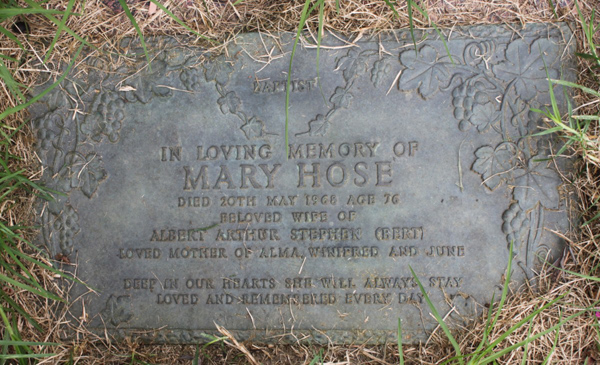 BAPTIST
IN LOVING MEMORY OF
MARY HOSE
DIED 20TH MAY 1968 AGE 76
BELOVED WIFE OF
ALBERT ARTHUR STEPHEN (BERT)
LOVED MOTHER OF ALMA, WINIFRED AND JUNE
DEEP IN OUR HEARTS SHE WILL ALWAYS STAY
LOVED AND REMEMBERED EVERY DAY